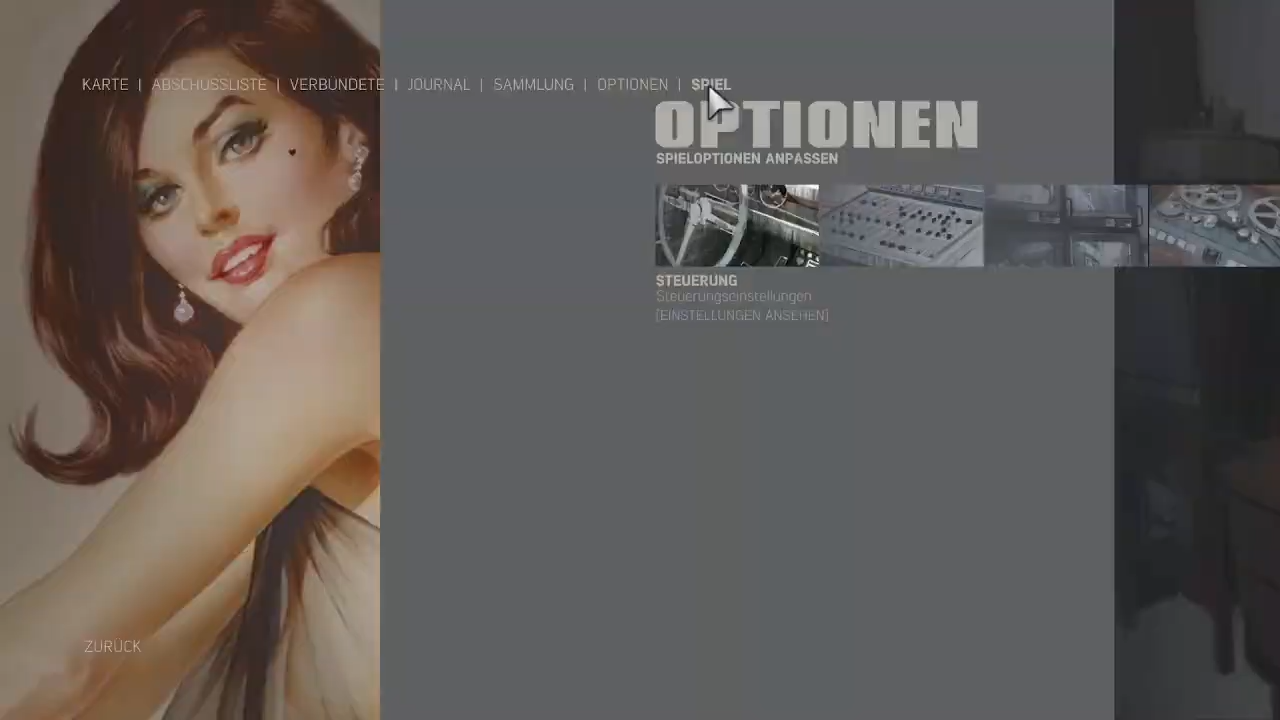 KARTE | ABSCHUSSLISTE | VERBÜNDETE | JOURNAL | SAMMLUNG | OPTIONEN | SPIEL
OPTIONEN
SPIELOPTIONEN ANPASSEN
STEUERUNG
Steuerungseinstellungen
[EINSTELLUNGEN ANSEHEN]
ZURÜCK